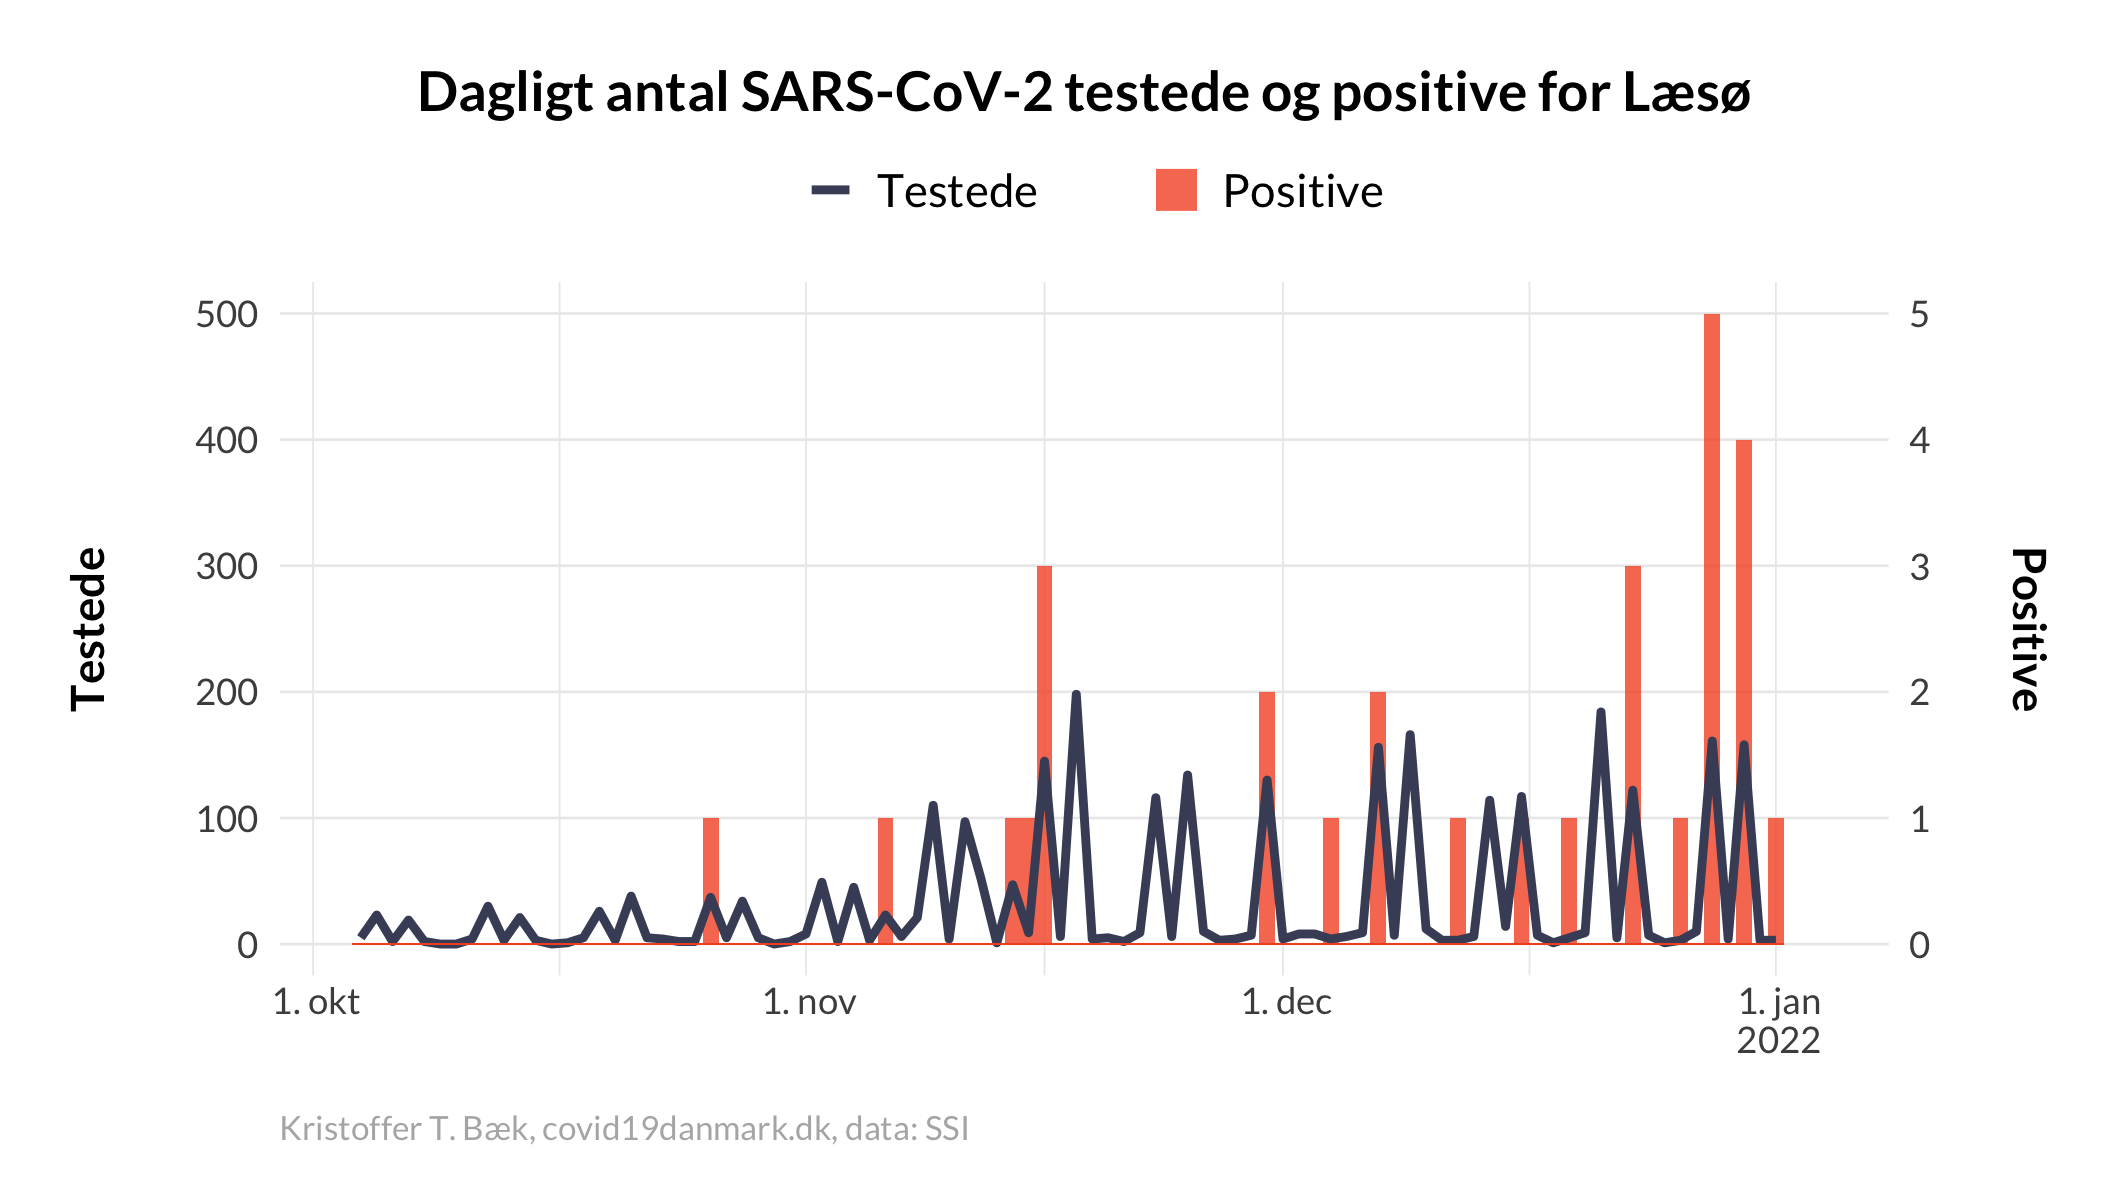 Dagligt antal SARS-CoV-2 testede og positive for Læsø
Testede
Positive
500
400
300
200
100
0
Testede
5
4
3
2
1
0
Positive
1. okt
1. nov
1. dec
1. jan
2022
Kristoffer T. Bæk, covid19danmark.dk, data: SSI